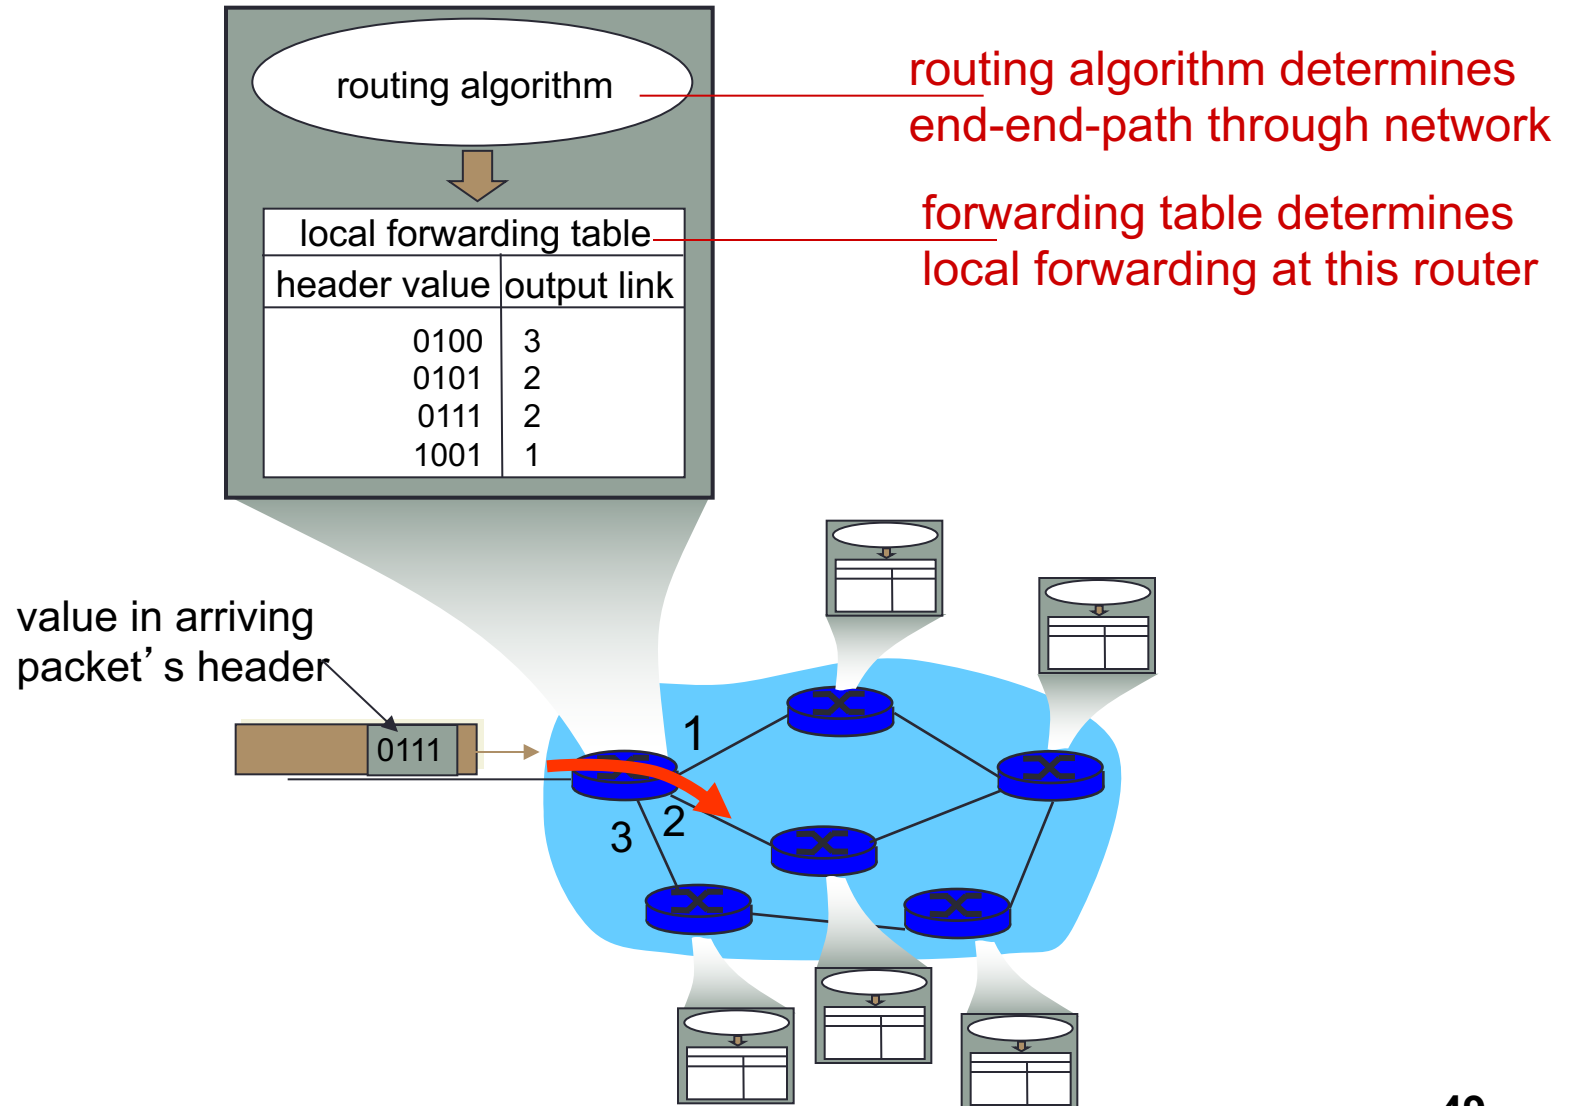 routing algorithm
routing algorithm determines
end-end-path through network
local forwarding table
forwarding table determines
local forwarding at this router
header value output link
0100 3
0101 2
0111 2
1001 1
value in arriving
packet’s header
0111
1
2
3